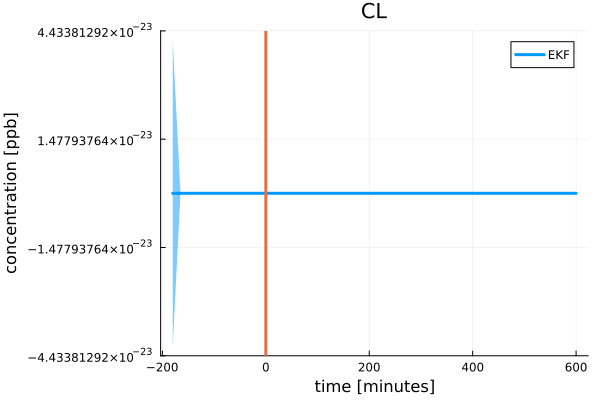 CL
4.43381292×10⁻²³
1.47793764×10⁻²³
−1.47793764×10⁻²³
−4.43381292×10⁻²³
concentration [ppb]
EKF
−200 0 200 400 600
time [minutes]